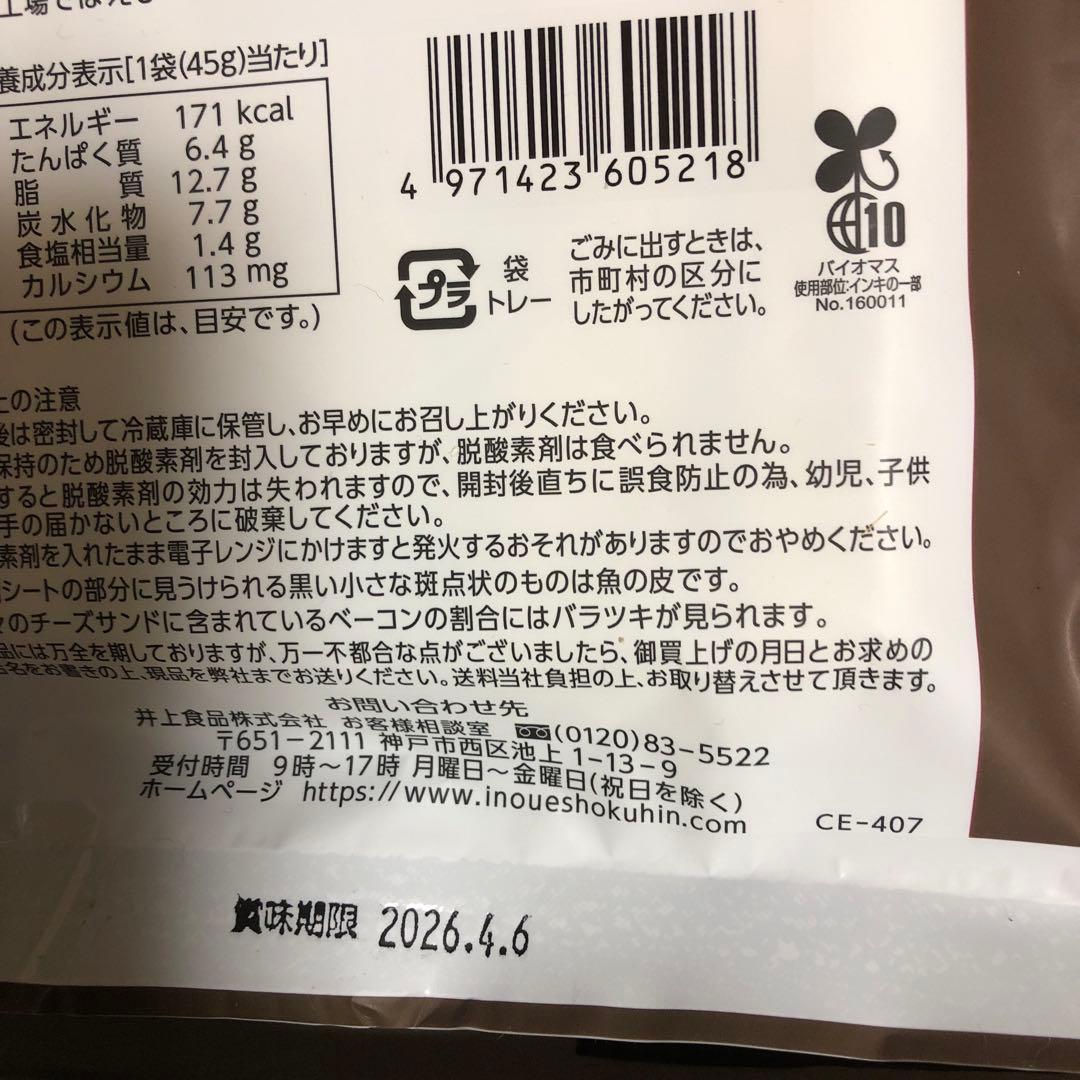 工場で
養成分表示[1袋(45g)当たり]
エネルギー 171 kcal
たんぱく質 6.4 g
脂 質 12.7 g
炭水化物 7.7 g
食塩相当量 1.4 g
カルシウム 113 mg
(この表示値は、目安です。)
4 971423 605218
プラ
袋
トレー
ごみに出すときは、
市町村の区分に
したがってください。
10
バイオマス
使用部位:インキの一部
No.160011
上の注意
後は密封して冷蔵庫に保管し、お早めにお召し上がりください。
保持のため脱酸素剤を封入しておりますが、脱酸素剤は食べられません。
すると脱酸素剤の効力は失われますので、開封後直ちに誤食防止の為、幼児、子供
手の届かないところに破棄してください。
素剤を入れたまま電子レンジにかけますと発火するおそれがありますのでおやめください。
シートの部分に見うけられる黒い小さな斑点状のものは魚の皮です。
々のチーズサンドに含まれているベーコンの割合にはバラツキが見られます。
品には万全を期しておりますが、万一不都合な点がございましたら、御買上げの月日とお求めの
名をお書きの上、現品を弊社までお送りください。送料当社負担の上、お取り替えさせて頂きます。
お問い合わせ先
井上食品株式会社 お客様相談室 (0120)83-5522
〒651-2111 神戸市西区池上1-13-9
受付時間 9時〜17時 月曜日〜金曜日(祝日を除く)
ホームページ https://www.inoueshokuhin.com
CE-407
賞味期限 2026.4.6